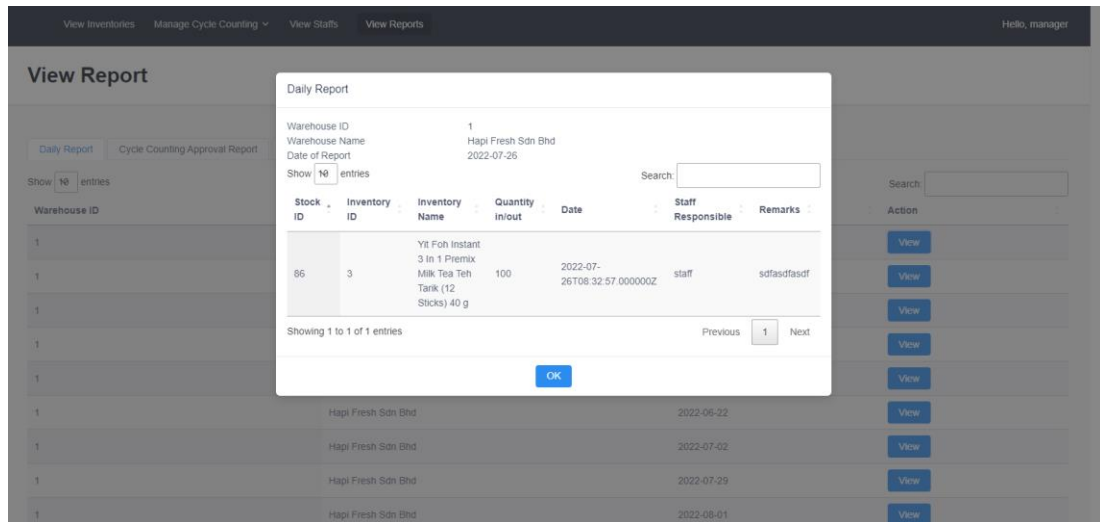 View Inventories Manage Cycle Counting View Staffs View Reports Hello, manager
View Report
Daily Report
Warehouse ID 1
Warehouse Name Hapi Fresh Sdn Bhd
Date of Report 2022-07-26
Show 10 entries Search:
Stock ID Inventory ID Inventory Name Quantity in/out Date Staff Responsible Remarks
86 3 Yit Foh Instant 3 In 1 Premix Milk Tea Teh Tarik (12 Sticks) 40 g 100 2022-07-26T08:32:57.000000Z staff sdfasdfasdf
Showing 1 to 1 of 1 entries Previous 1 Next
OK
Daily Report Cycle Counting Approval Report
Show 10 entries Search:
Warehouse ID Action
1 View
1 View
1 View
1 View
1 View
1 Hapi Fresh Sdn Bhd 2022-06-22 View
1 Hapi Fresh Sdn Bhd 2022-07-02 View
1 Hapi Fresh Sdn Bhd 2022-07-29 View
1 Hapi Fresh Sdn Bhd 2022-08-01 View